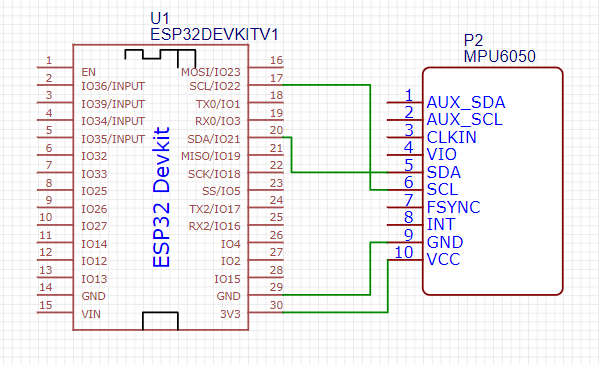 U1
ESP32DEVKITV1
1 EN MOSI/IO23 16
2 IO36/INPUT SCL/IO22 17
3 IO39/INPUT TX0/IO1 18
4 IO34/INPUT RX0/IO3 19
5 IO35/INPUT SDA/IO21 20
6 IO32 MISO/IO19 21
7 IO33 SCK/IO18 22
8 IO25 SS/IO5 23
9 IO26 TX2/IO17 24
10 IO27 RX2/IO16 25
11 IO14 IO4 26
12 IO12 IO2 27
13 IO13 IO15 28
14 GND GND 29
15 VIN 3V3 30
ESP32 Devkit
P2
MPU6050
1 AUX_SDA
2 AUX_SCL
3 CLKIN
4 VIO
5 SDA
6 SCL
7 FSYNC
8 INT
9 GND
10 VCC